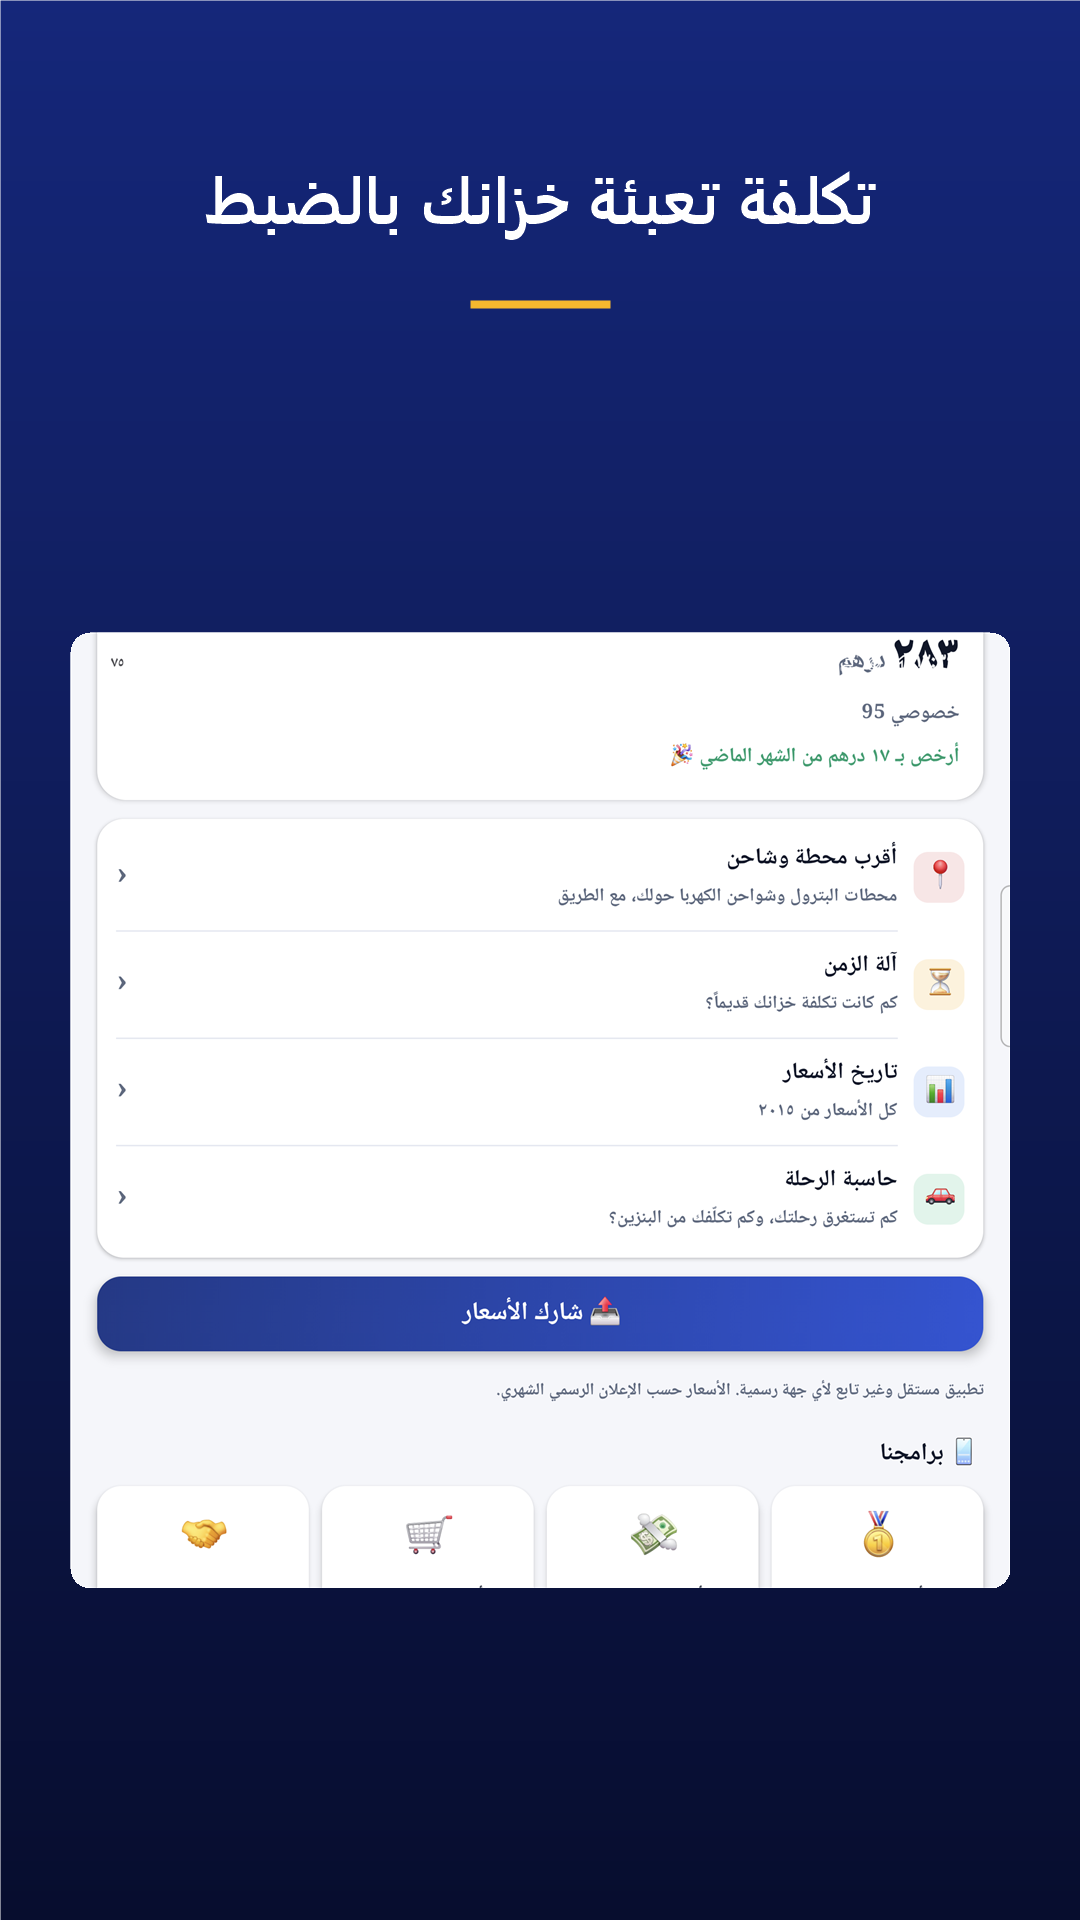 تكلفة تعبئة خزانك بالضبط
٢٨٣ درهم
٧٥
خصوصي 95
أرخص بـ ١٧ درهم من الشهر الماضي 🎉
أقرب محطة وشاحن
محطات البترول وشواحن الكهربا حولك، مع الطريق
آلة الزمن
كم كانت تكلفة خزانك قديماً؟
تاريخ الأسعار
كل الأسعار من ٢٠١٥
حاسبة الرحلة
كم تستغرق رحلتك، وكم تكلّفك من البنزين؟
📤 شارك الأسعار
تطبيق مستقل وغير تابع لأي جهة رسمية. الأسعار حسب الإعلان الرسمي الشهري.
📱 برامجنا